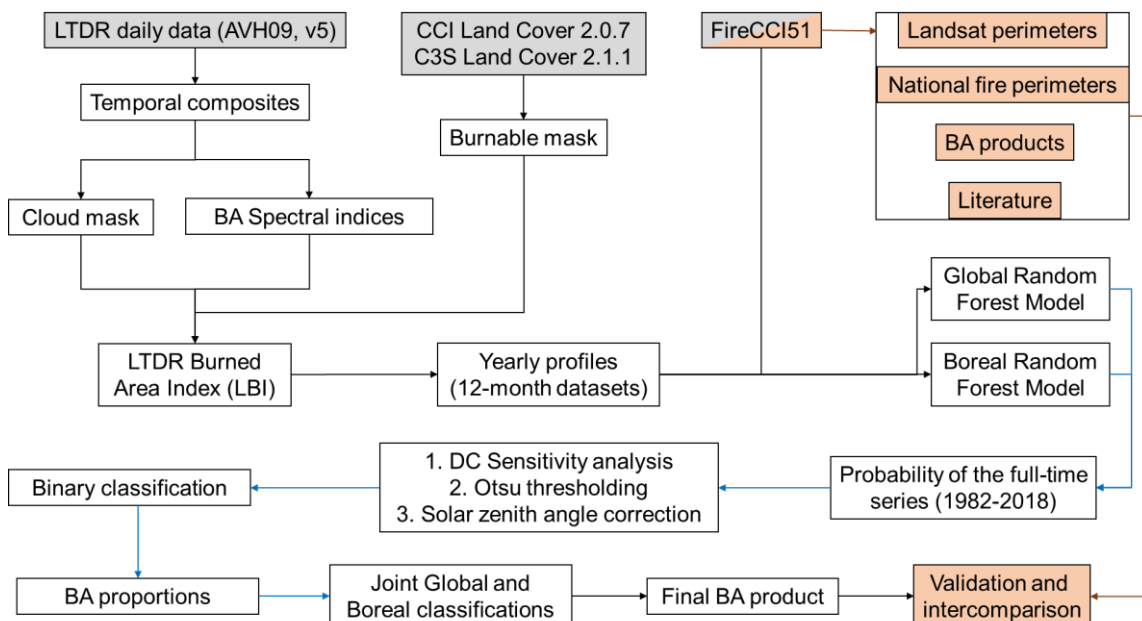 LTDR daily data (AVH09, v5)
CCI Land Cover 2.0.7
C3S Land Cover 2.1.1
FireCCI51
Landsat perimeters
National fire perimeters
BA products
Literature
Temporal composites
Burnable mask
Cloud mask
BA Spectral indices
LTDR Burned
Area Index (LBI)
Yearly profiles
(12-month datasets)
Global Random
Forest Model
Boreal Random
Forest Model
Probability of the full-time
series (1982-2018)
1. DC Sensitivity analysis
2. Otsu thresholding
3. Solar zenith angle correction
Binary classification
BA proportions
Joint Global and
Boreal classifications
Final BA product
Validation and
intercomparison